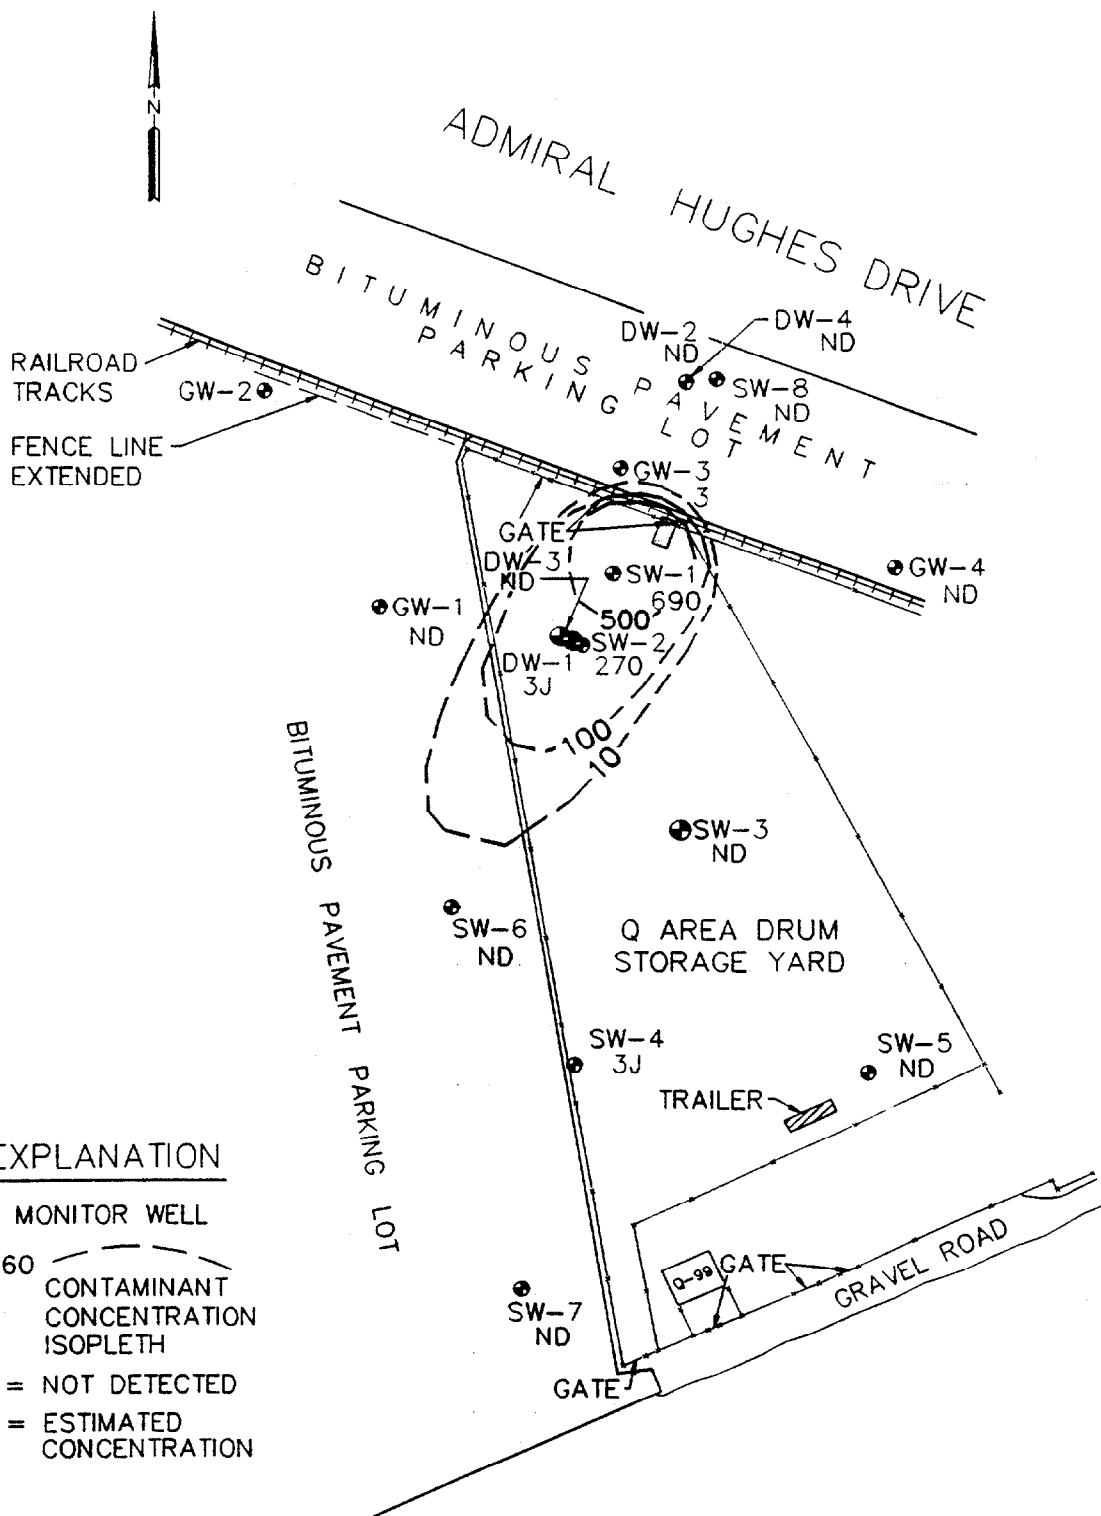 N
ADMIRAL HUGHES DRIVE
BITUMINOUS PAVEMENT
PARKING LOT
DW-2
ND
DW-4
ND
SW-8
ND
RAILROAD
TRACKS
GW-2
FENCE LINE
EXTENDED
GW-3
3
GATE
DW-3
ND
SW-1
690
GW-4
ND
GW-1
ND
500
SW-2
270
DW-1
3J
100
10
BITUMINOUS PAVEMENT PARKING LOT
SW-3
ND
SW-6
ND
Q AREA DRUM
STORAGE YARD
SW-4
3J
SW-5
ND
TRAILER
EXPLANATION
MONITOR WELL
60
CONTAMINANT
CONCENTRATION
ISOPLETH
= NOT DETECTED
= ESTIMATED
CONCENTRATION
Q-99
GATE
GRAVEL ROAD
SW-7
ND
GATE